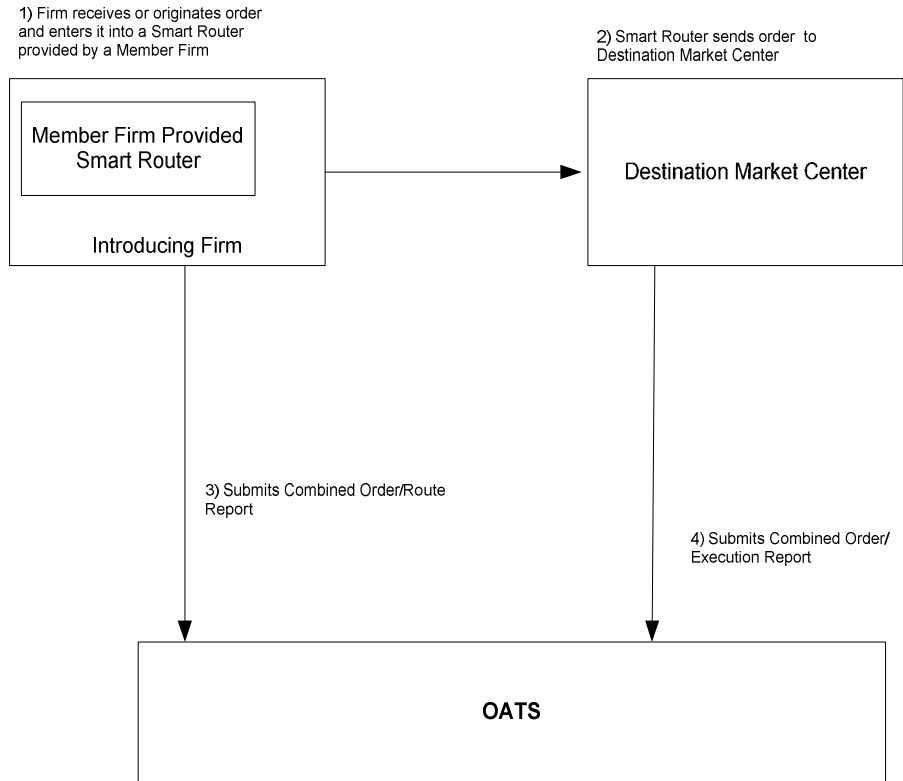 1) Firm receives or originates order
and enters it into a Smart Router
provided by a Member Firm
2) Smart Router sends order to
Destination Market Center
Member Firm Provided
Smart Router
Introducing Firm
Destination Market Center
3) Submits Combined Order/Route
Report
4) Submits Combined Order/
Execution Report
OATS